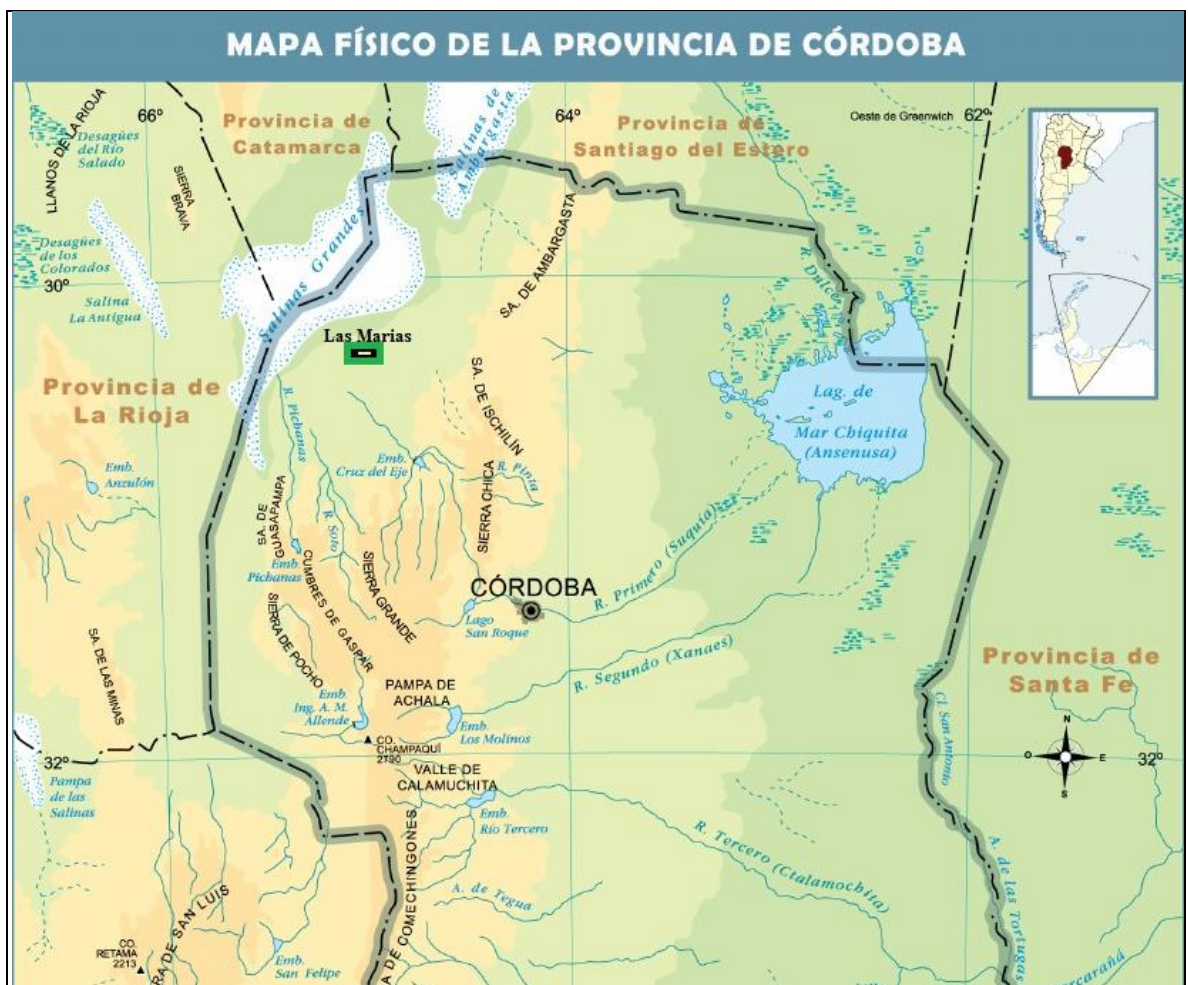 MAPA FÍSICO DE LA PROVINCIA DE CÓRDOBA
66º
64º
Oeste de Greenwich
62º
LLANOS DE LA RIOJA
Desagües
del Río
Salado
SIERRA
BRAVA
Provincia de
Catamarca
Salinas de
Ambargasta
Provincia de
Santiago del Estero
Desagües
de los
Colorados
30º
Salina
La Antigua
Salinas Grandes
SA. DE AMBARGASTA
R. Dulce
Las Marias
Provincia de
La Rioja
R. Pichanas
SA. DE ISCHILÍN
Lag. de
Mar Chiquita
(Ansenusa)
Emb.
Anzulón
Emb.
Cruz del Eje
R. Pinta
SIERRA CHICA
SA. DE
GUASAPAMPA
R. Soto
Emb.
Pichanas
CUMBRES DE GASPAR
SIERRA GRANDE
CÓRDOBA
R. Primero (Suquía)
Lago
San Roque
SIERRA DE POCHO
SA. DE LAS MINAS
R. Segundo (Xanaes)
Provincia de
Santa Fe
PAMPA DE
ACHALA
Emb.
Ing. A. M.
Allende
Emb.
Los Molinos
CO.
CHAMPAQUÍ
2790
Cl. San Antonio
N
O
E
S
32º
32º
Pampa
de las
Salinas
VALLE DE
CALAMUCHITA
Emb.
Río Tercero
R. Tercero (Ctalamochita)
A. de las Tortugas
A DE COMECHINGONES
A. de Tegua
RA DE SAN LUIS
CO.
RETAMA
2213
Emb.
San Felipe
rcaraña